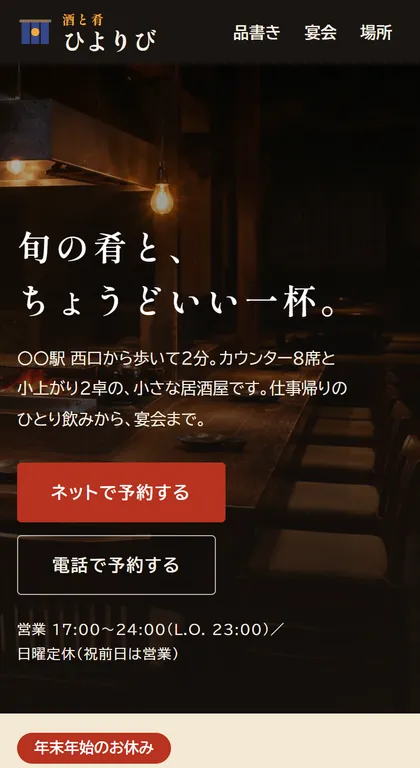 酒と肴
ひよりび
品書き 宴会 場所
旬の肴と、
ちょうどいい一杯。
〇〇駅 西口から歩いて2分。カウンター8席と
小上がり2卓の、小さな居酒屋です。仕事帰りの
ひとり飲みから、宴会まで。
ネットで予約する
電話で予約する
営業 17:00〜24:00(L.O. 23:00)／
日曜定休(祝前日は営業)
年末年始のお休み